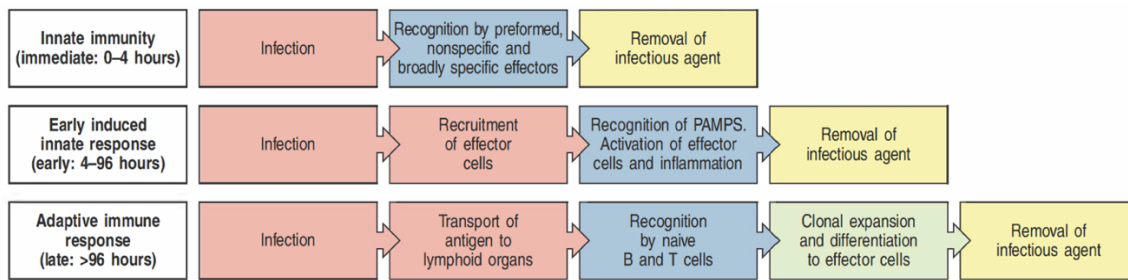 Innate immunity
(immediate: 0–4 hours)
Infection
Recognition by preformed,
nonspecific and
broadly specific effectors
Removal of
infectious agent
Early induced
innate response
(early: 4–96 hours)
Infection
Recruitment
of effector
cells
Recognition of PAMPS.
Activation of effector
cells and inflammation
Removal of
infectious agent
Adaptive immune
response
(late: >96 hours)
Infection
Transport of
antigen to
lymphoid organs
Recognition
by naive
B and T cells
Clonal expansion
and differentiation
to effector cells
Removal of
infectious agent